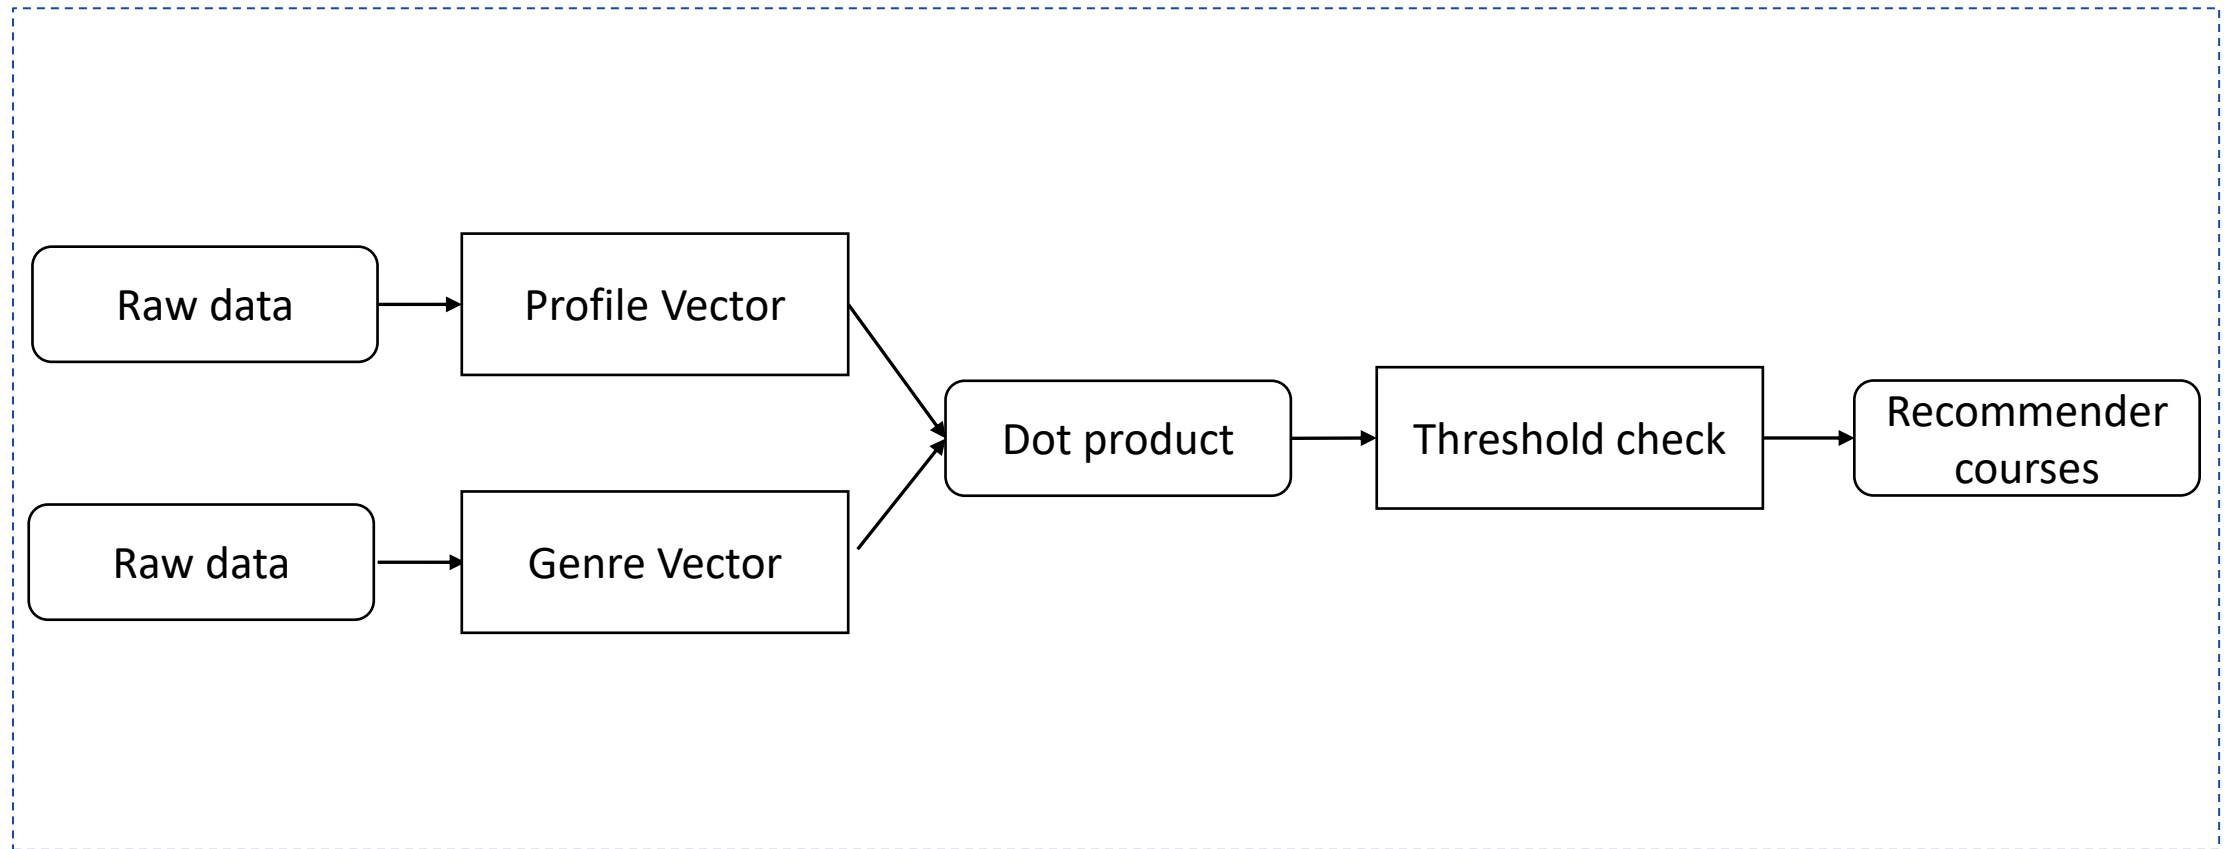 Raw data
Profile Vector
Raw data
Genre Vector
Dot product
Threshold check
Recommender
courses